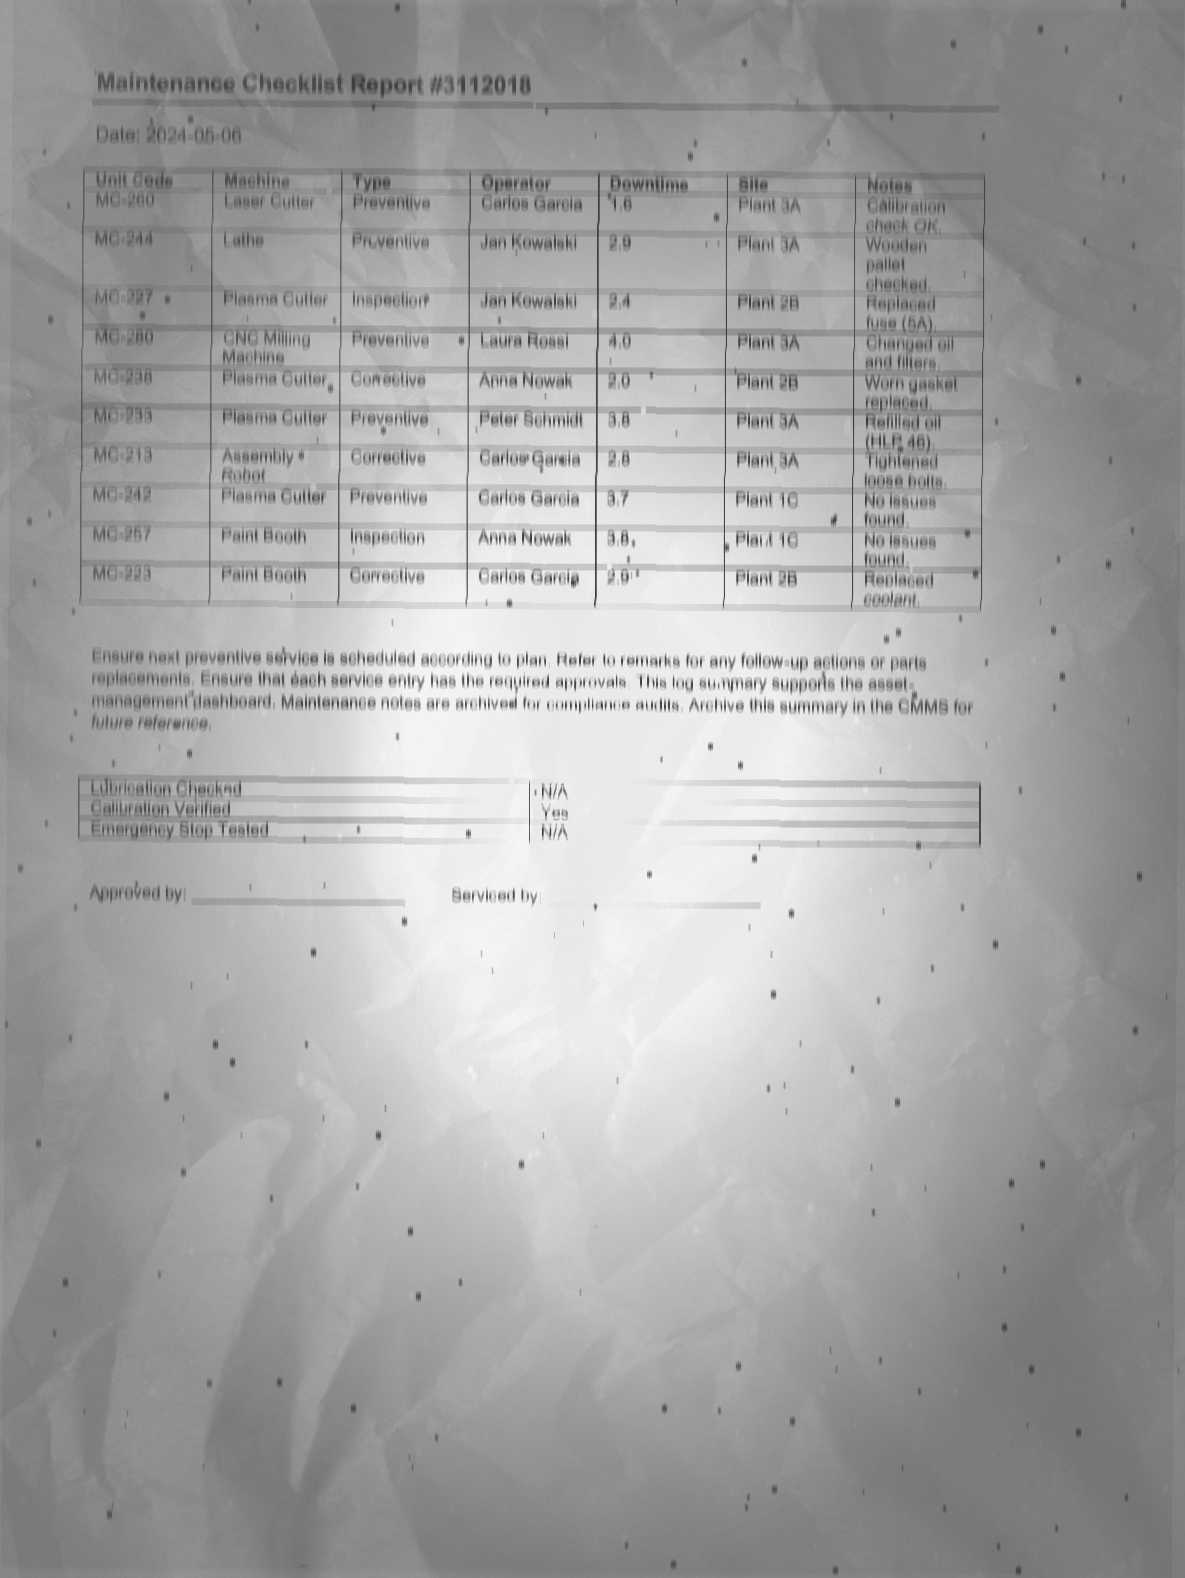 Maintenance Checklist Report #3112018
Date: 2024-05-06
Unit Code Machine Type Operator Downtime Site Notes
MC-260 Laser Cutter Preventive Carlos Garcia 1.6 Plant 3A Calibration
check OK.
MC-244 Lathe Preventive Jan Kowalski 2.9 Plant 3A Wooden
pallet
checked.
MC-227 Plasma Cutter Inspection Jan Kowalski 2.4 Plant 2B Replaced
fuse (5A).
MC-280 CNC Milling Preventive Laura Rossi 4.0 Plant 3A Changed oil
Machine and filters.
MC-238 Plasma Cutter Corrective Anna Nowak 2.0 Plant 2B Worn gasket
replaced.
MC-233 Plasma Cutter Preventive Peter Schmidt 3.8 Plant 3A Refilled oil
(HLP 46).
MC-213 Assembly Corrective Carlos Garcia 2.8 Plant 3A Tightened
Robot loose bolts.
MC-242 Plasma Cutter Preventive Carlos Garcia 3.7 Plant 1C No issues
found.
MC-257 Paint Booth Inspection Anna Nowak 3.8 Plant 1C No issues
found.
MC-223 Paint Booth Corrective Carlos Garcia 2.9 Plant 2B Replaced
coolant.
Ensure next preventive service is scheduled according to plan. Refer to remarks for any follow-up actions or parts
replacements. Ensure that each service entry has the required approvals. This log summary supports the asset
management dashboard. Maintenance notes are archived for compliance audits. Archive this summary in the CMMS for
future reference.
Lubrication Checked N/A
Calibration Verified Yes
Emergency Stop Tested N/A
Approved by: Serviced by: